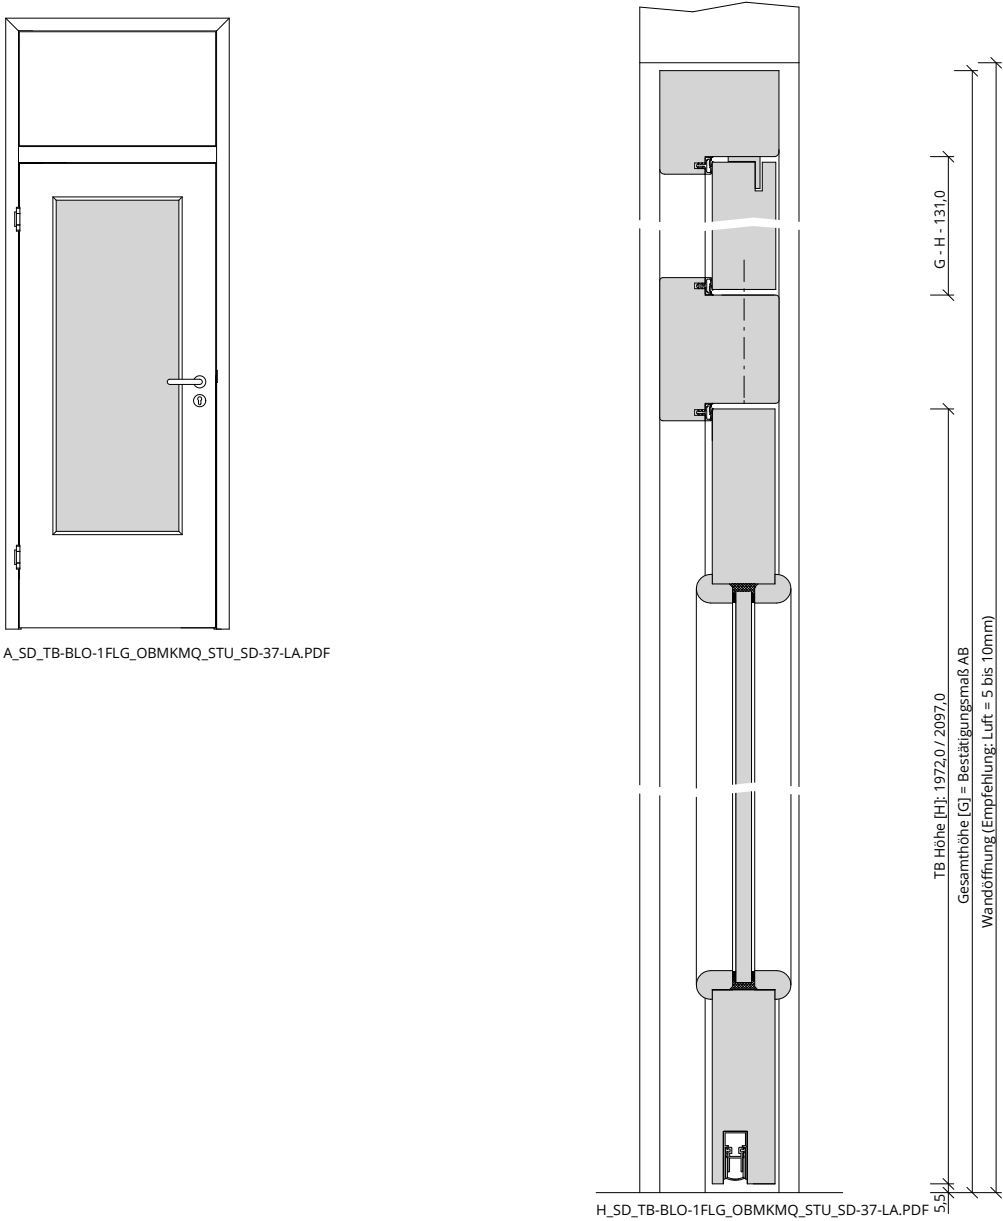 G - H - 131,0
TB Höhe [H]: 1972,0 / 2097,0
Gesamthöhe [G] = Bestätigungsmaß AB
Wandöffnung (Empfehlung: Luft = 5 bis 10mm)
A_SD_TB-BLO-1FLG_OBMKMQ_STU_SD-37-LA.PDF
H_SD_TB-BLO-1FLG_OBMKMQ_STU_SD-37-LA.PDF
5,5